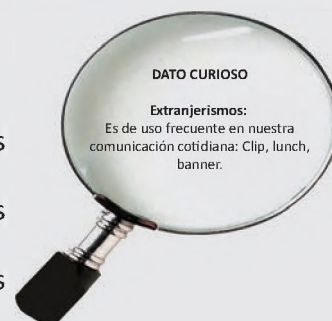 DATO CURIOSO
Extranjerismos:
Es de uso frecuente en nuestra
comunicación cotidiana: Clip, lunch,
banner.
s
s
s